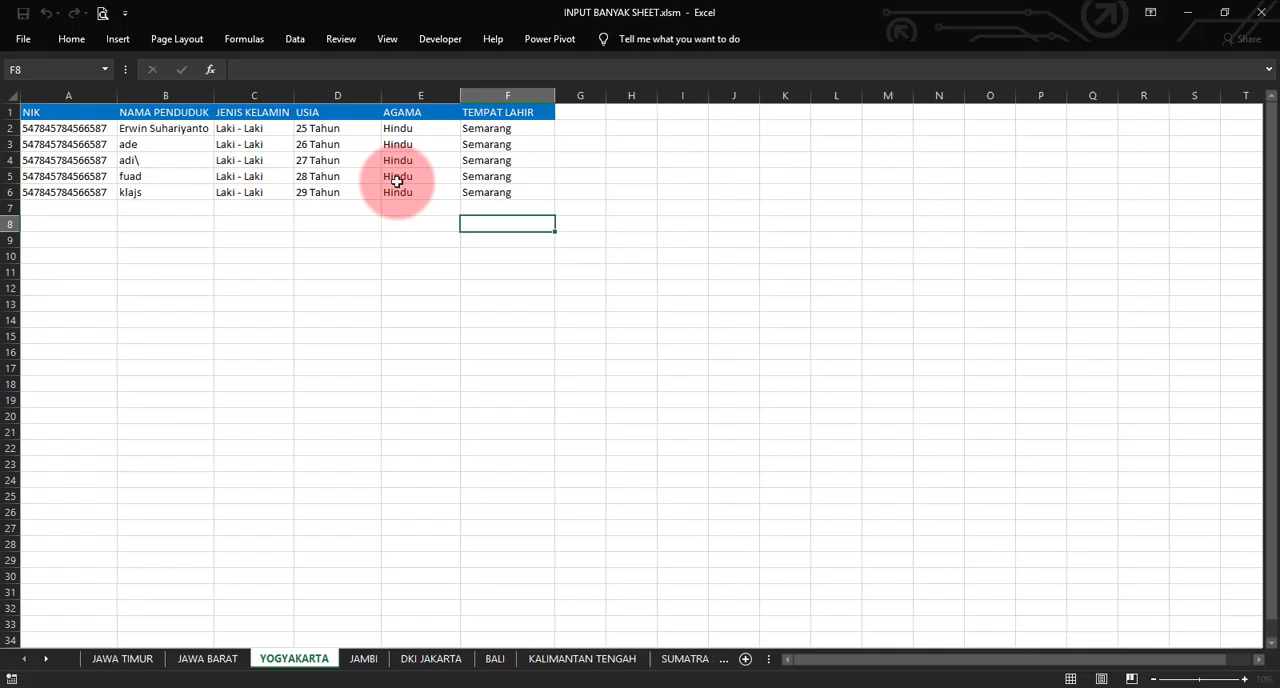 INPUT BANYAK SHEET.xlsm - Excel
File Home Insert Page Layout Formulas Data Review View Developer Help Power Pivot Tell me what you want to do Share
F8 fx
A B C D E F G H I J K L M N O P Q R S T
1 NIK NAMA PENDUDUK JENIS KELAMIN USIA AGAMA TEMPAT LAHIR
2 547845784566587 Erwin Suhariyanto Laki - Laki 25 Tahun Hindu Semarang
3 547845784566587 ade Laki - Laki 26 Tahun Hindu Semarang
4 547845784566587 adi\ Laki - Laki 27 Tahun Hindu Semarang
5 547845784566587 fuad Laki - Laki 28 Tahun Hindu Semarang
6 547845784566587 klajs Laki - Laki 29 Tahun Hindu Semarang
7
8
9
10
11
12
13
14
15
16
17
18
19
20
21
22
23
24
25
26
27
28
29
30
31
32
33
34
JAWA TIMUR JAWA BARAT YOGYAKARTA JAMBI DKI JAKARTA BALI KALIMANTAN TENGAH SUMATRA ...